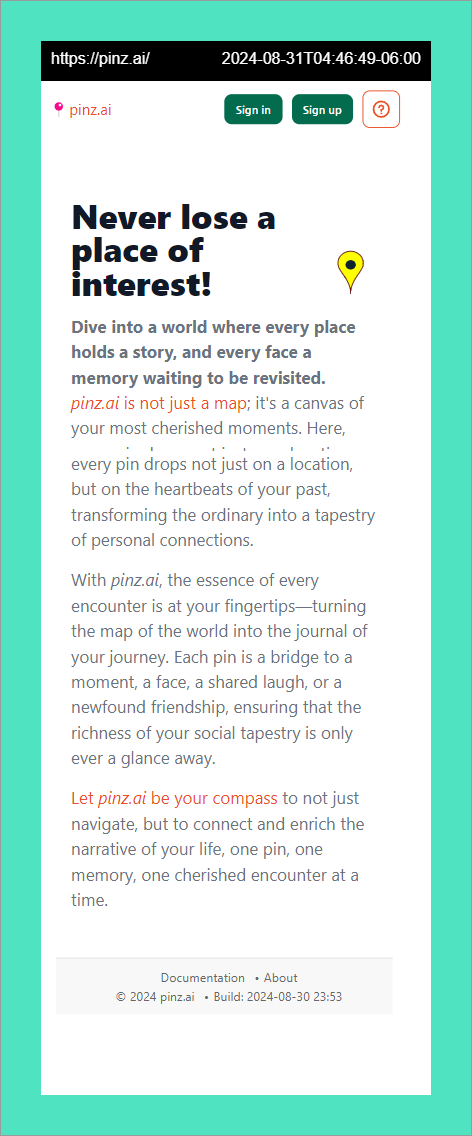 https://pinz.ai/ 2024-08-31T04:46:49-06:00
pinz.ai Sign in Sign up
Never lose a
place of
interest!
Dive into a world where every place
holds a story, and every face a
memory waiting to be revisited.
pinz.ai is not just a map; it's a canvas of
your most cherished moments. Here,
every pin drops not just on a location,
but on the heartbeats of your past,
transforming the ordinary into a tapestry
of personal connections.
With pinz.ai, the essence of every
encounter is at your fingertips—turning
the map of the world into the journal of
your journey. Each pin is a bridge to a
moment, a face, a shared laugh, or a
newfound friendship, ensuring that the
richness of your social tapestry is only
ever a glance away.
Let pinz.ai be your compass to not just
navigate, but to connect and enrich the
narrative of your life, one pin, one
memory, one cherished encounter at a
time.
Documentation • About
© 2024 pinz.ai • Build: 2024-08-30 23:53